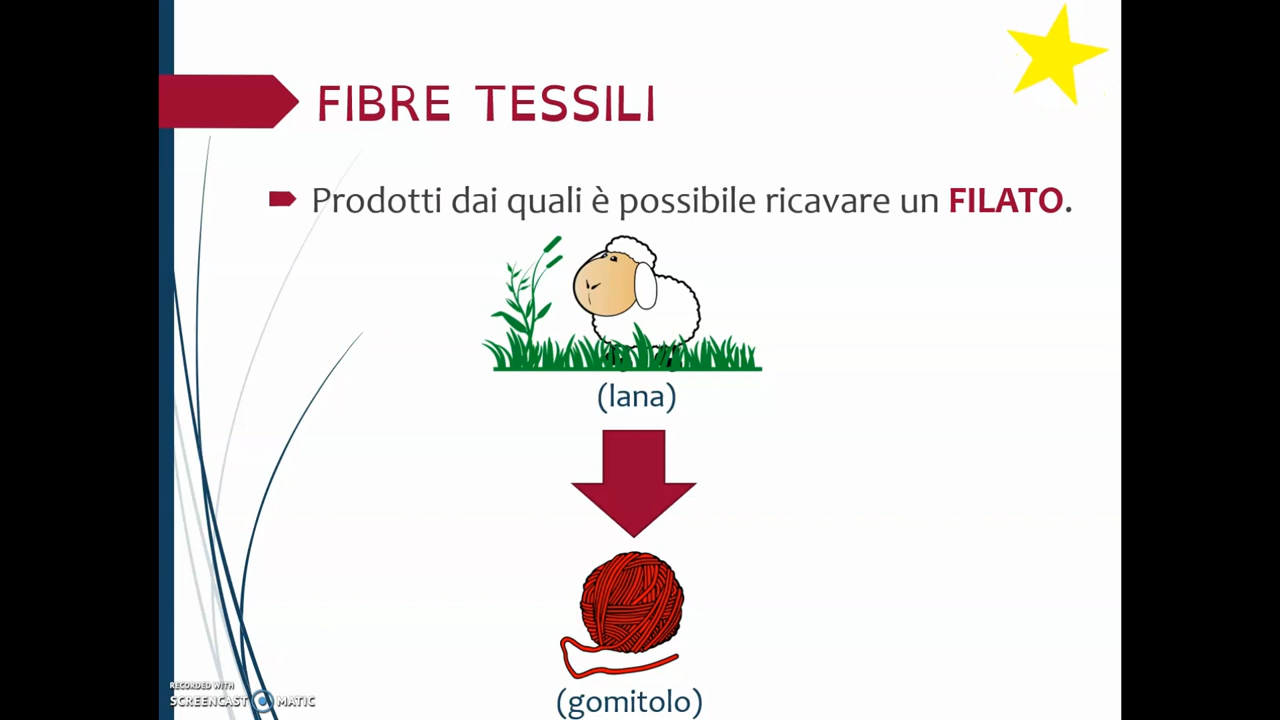 FIBRE TESSILI
Prodotti dai quali è possibile ricavare un FILATO.
(lana)
(gomitolo)
RECORDED WITH
SCREENCAST MATIC